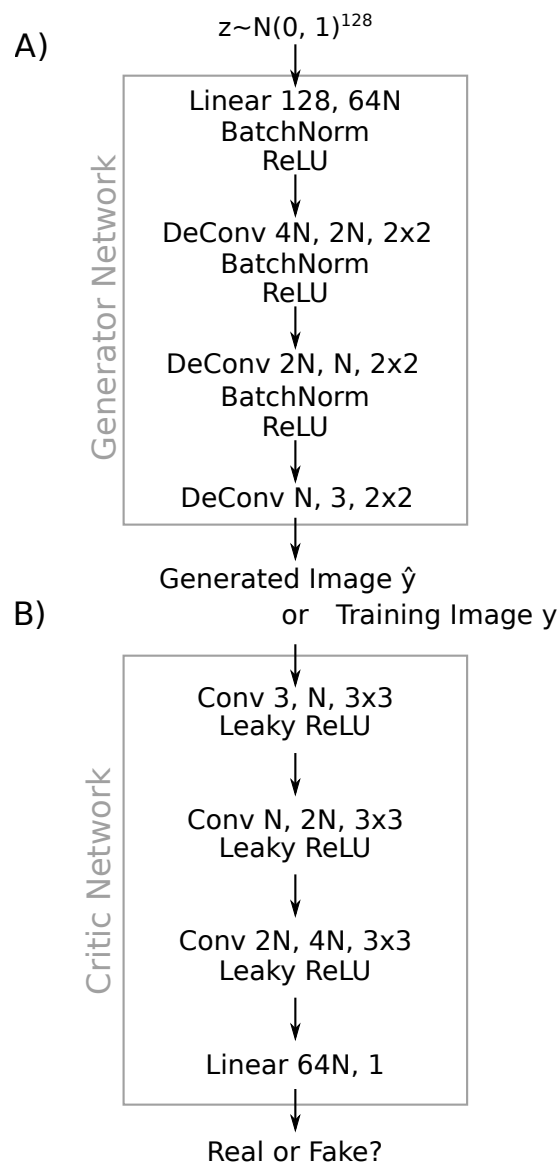 A)
z~N(0, 1)¹²⁸
Generator Network
Linear 128, 64N
BatchNorm
ReLU
DeConv 4N, 2N, 2x2
BatchNorm
ReLU
DeConv 2N, N, 2x2
BatchNorm
ReLU
DeConv N, 3, 2x2
Generated Image ŷ
B)
or Training Image y
Critic Network
Conv 3, N, 3x3
Leaky ReLU
Conv N, 2N, 3x3
Leaky ReLU
Conv 2N, 4N, 3x3
Leaky ReLU
Linear 64N, 1
Real or Fake?